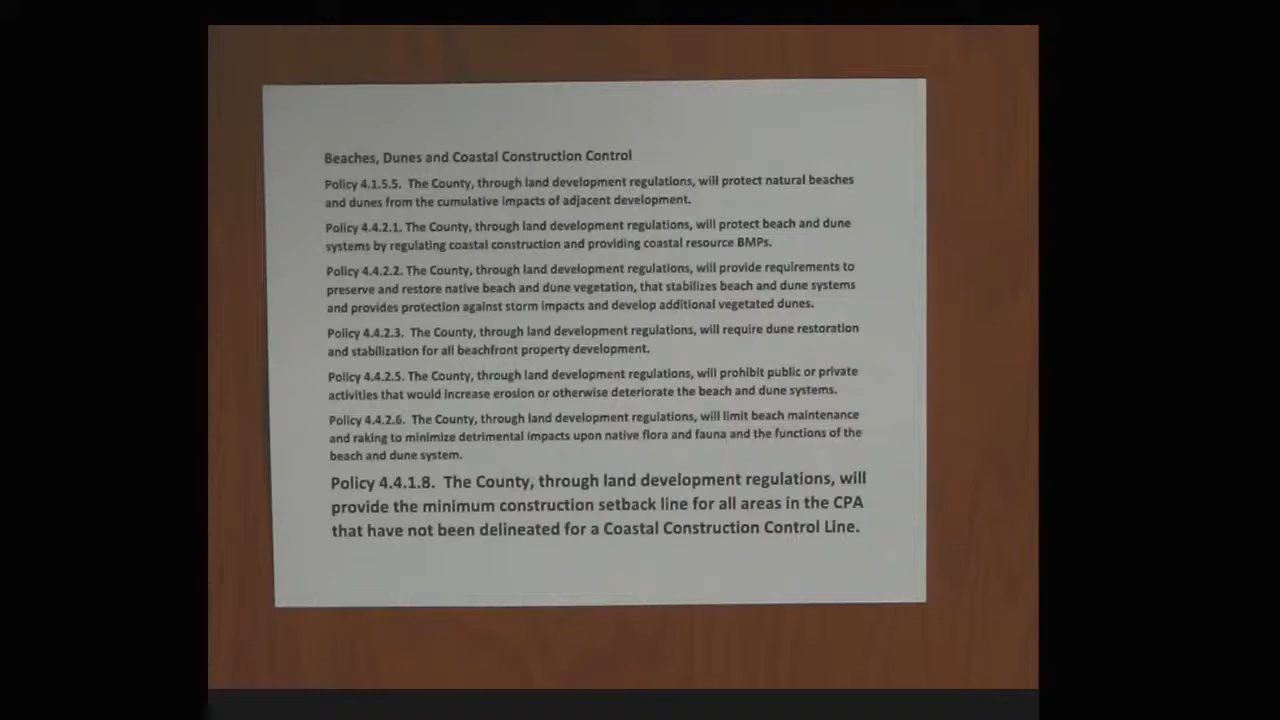 Beaches, Dunes and Coastal Construction Control
Policy 4.1.5.5. The County, through land development regulations, will protect natural beaches
and dunes from the cumulative impacts of adjacent development.
Policy 4.4.2.1. The County, through land development regulations, will protect beach and dune
systems by regulating coastal construction and providing coastal resource BMPs.
Policy 4.4.2.2. The County, through land development regulations, will provide requirements to
preserve and restore native beach and dune vegetation, that stabilizes beach and dune systems
and provides protection against storm impacts and develop additional vegetated dunes.
Policy 4.4.2.3. The County, through land development regulations, will require dune restoration
and stabilization for all beachfront property development.
Policy 4.4.2.5. The County, through land development regulations, will prohibit public or private
activities that would increase erosion or otherwise deteriorate the beach and dune systems.
Policy 4.4.2.6. The County, through land development regulations, will limit beach maintenance
and raking to minimize detrimental impacts upon native flora and fauna and the functions of the
beach and dune system.
Policy 4.4.1.8. The County, through land development regulations, will
provide the minimum construction setback line for all areas in the CPA
that have not been delineated for a Coastal Construction Control Line.